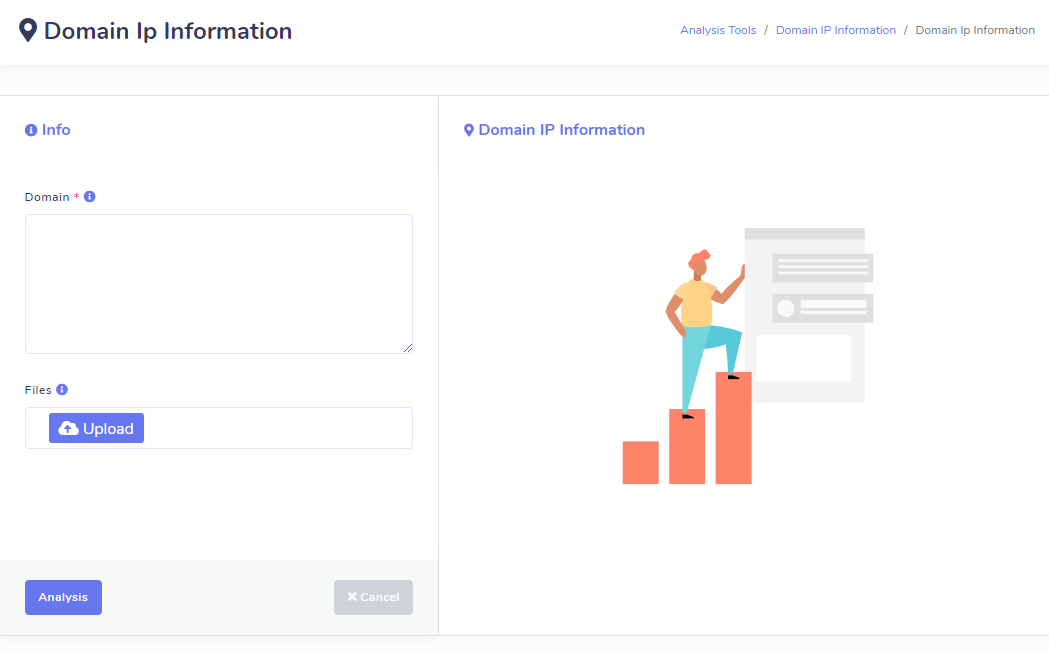 Domain Ip Information
Analysis Tools / Domain IP Information / Domain Ip Information
Info
Domain IP Information
Domain *
Files
Upload
Analysis
Cancel